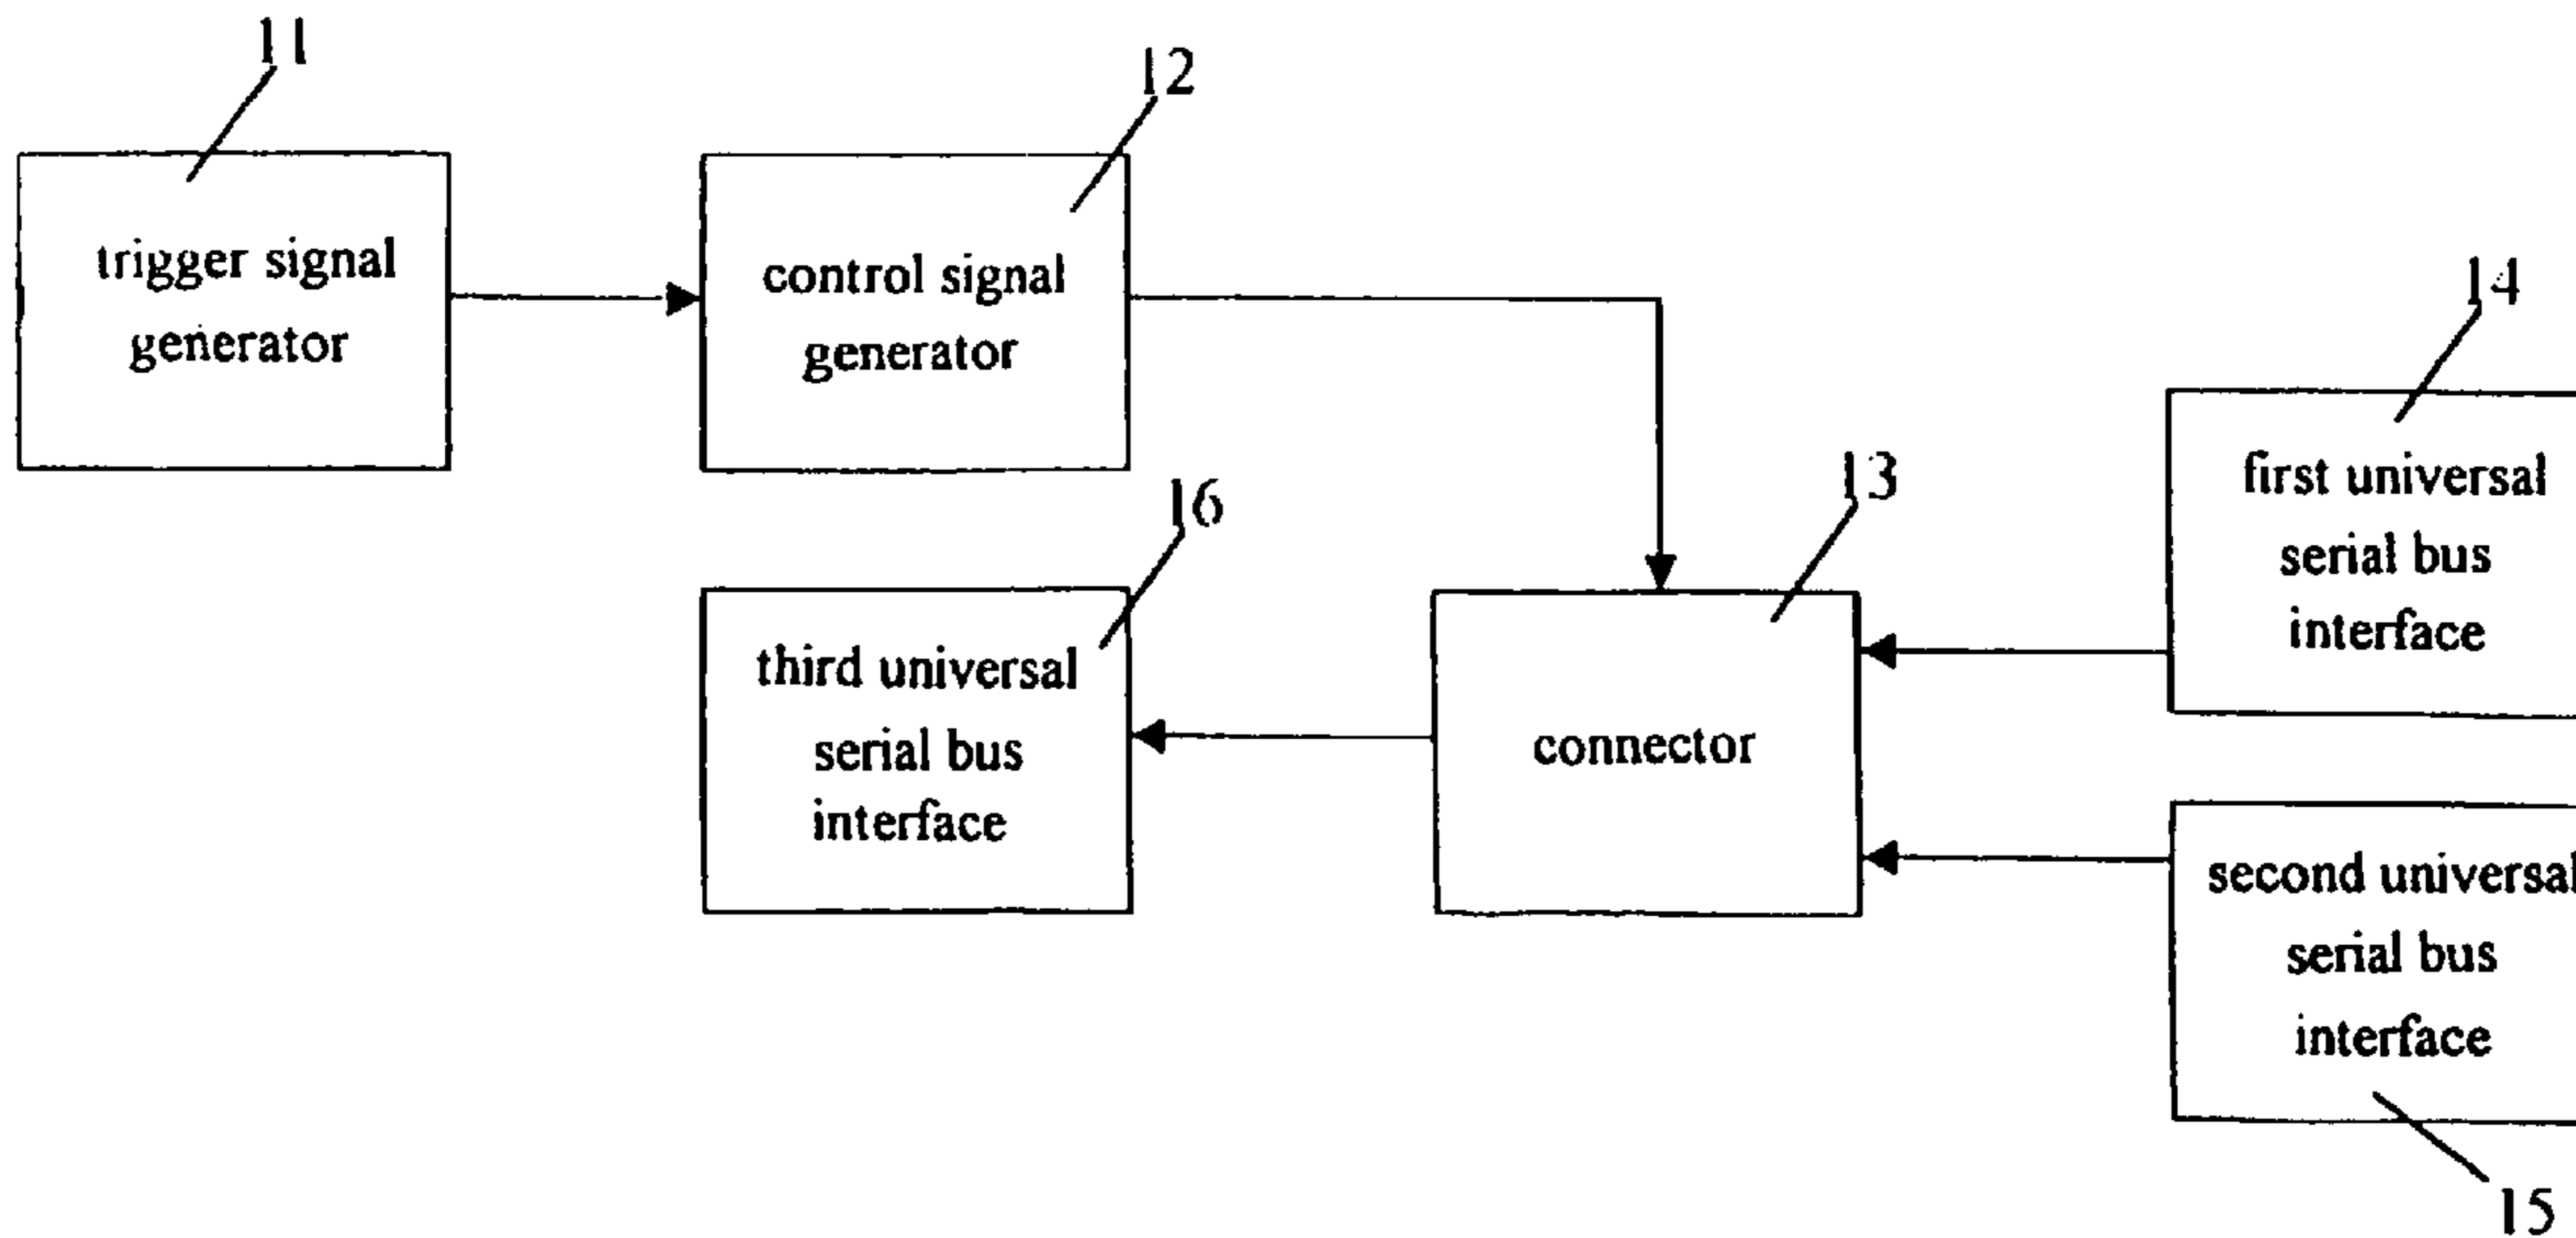 11
12
trigger signal
generator
control signal
generator
14
first universal
serial bus
interface
13
16
third universal
serial bus
interface
connector
second universal
serial bus
interface
15